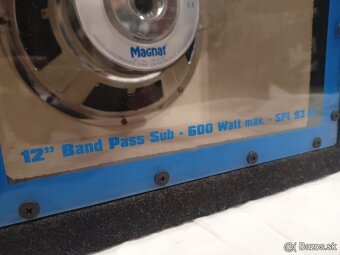 Magnat
12" Band Pass Sub - 600 Watt max. - SPL 93
© Bazos.sk